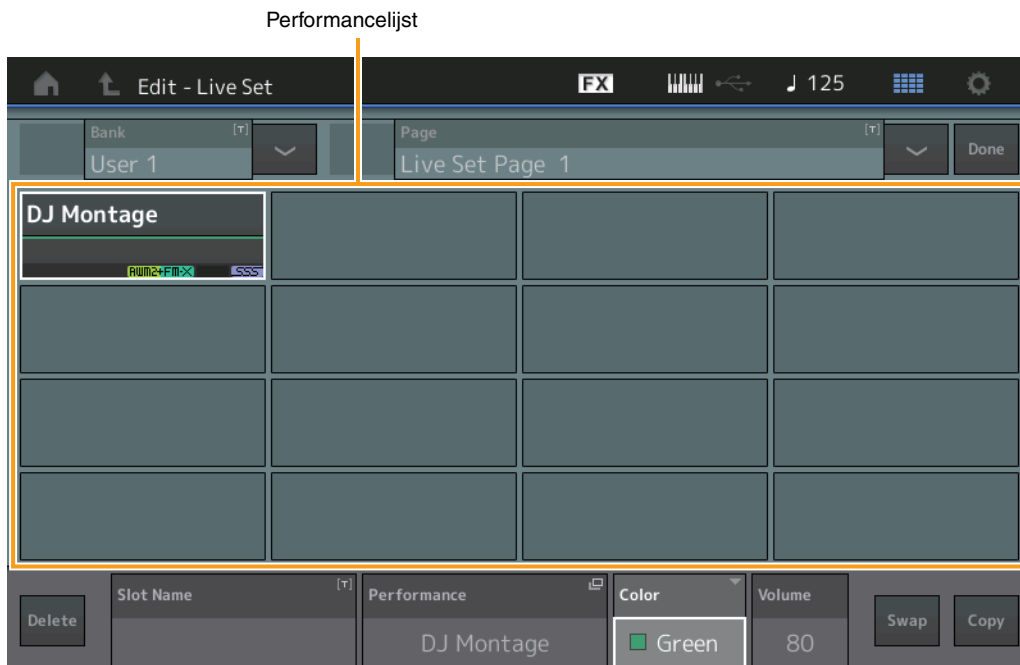 Performancelijst
Edit - Live Set
FX
125
Bank
[T]
User 1
Page
[T]
Live Set Page 1
Done
DJ Montage
AWM2+FM-X
SSS
Delete
Slot Name
[T]
Performance
DJ Montage
Color
Green
Volume
80
Swap
Copy